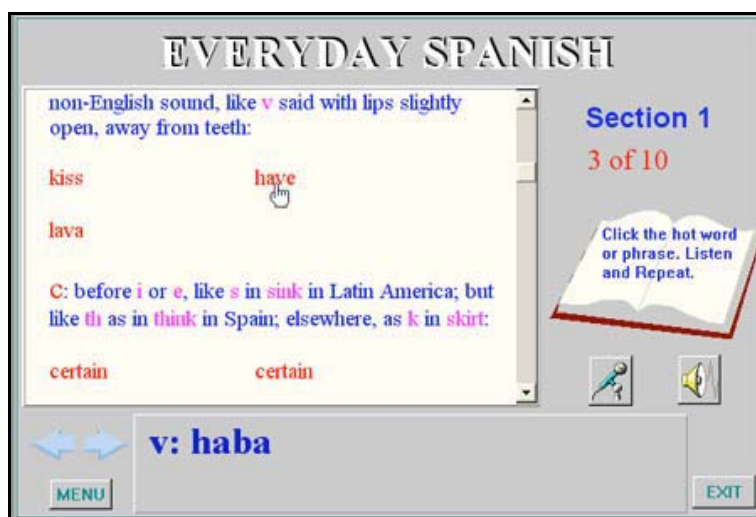 EVERYDAY SPANISH
non-English sound, like v said with lips slightly
open, away from teeth:
kiss have
lava
C: before i or e, like s in sink in Latin America; but
like th as in think in Spain; elsewhere, as k in skirt:
certain certain
Section 1
3 of 10
Click the hot word
or phrase. Listen
and Repeat.
v: haba
MENU
EXIT